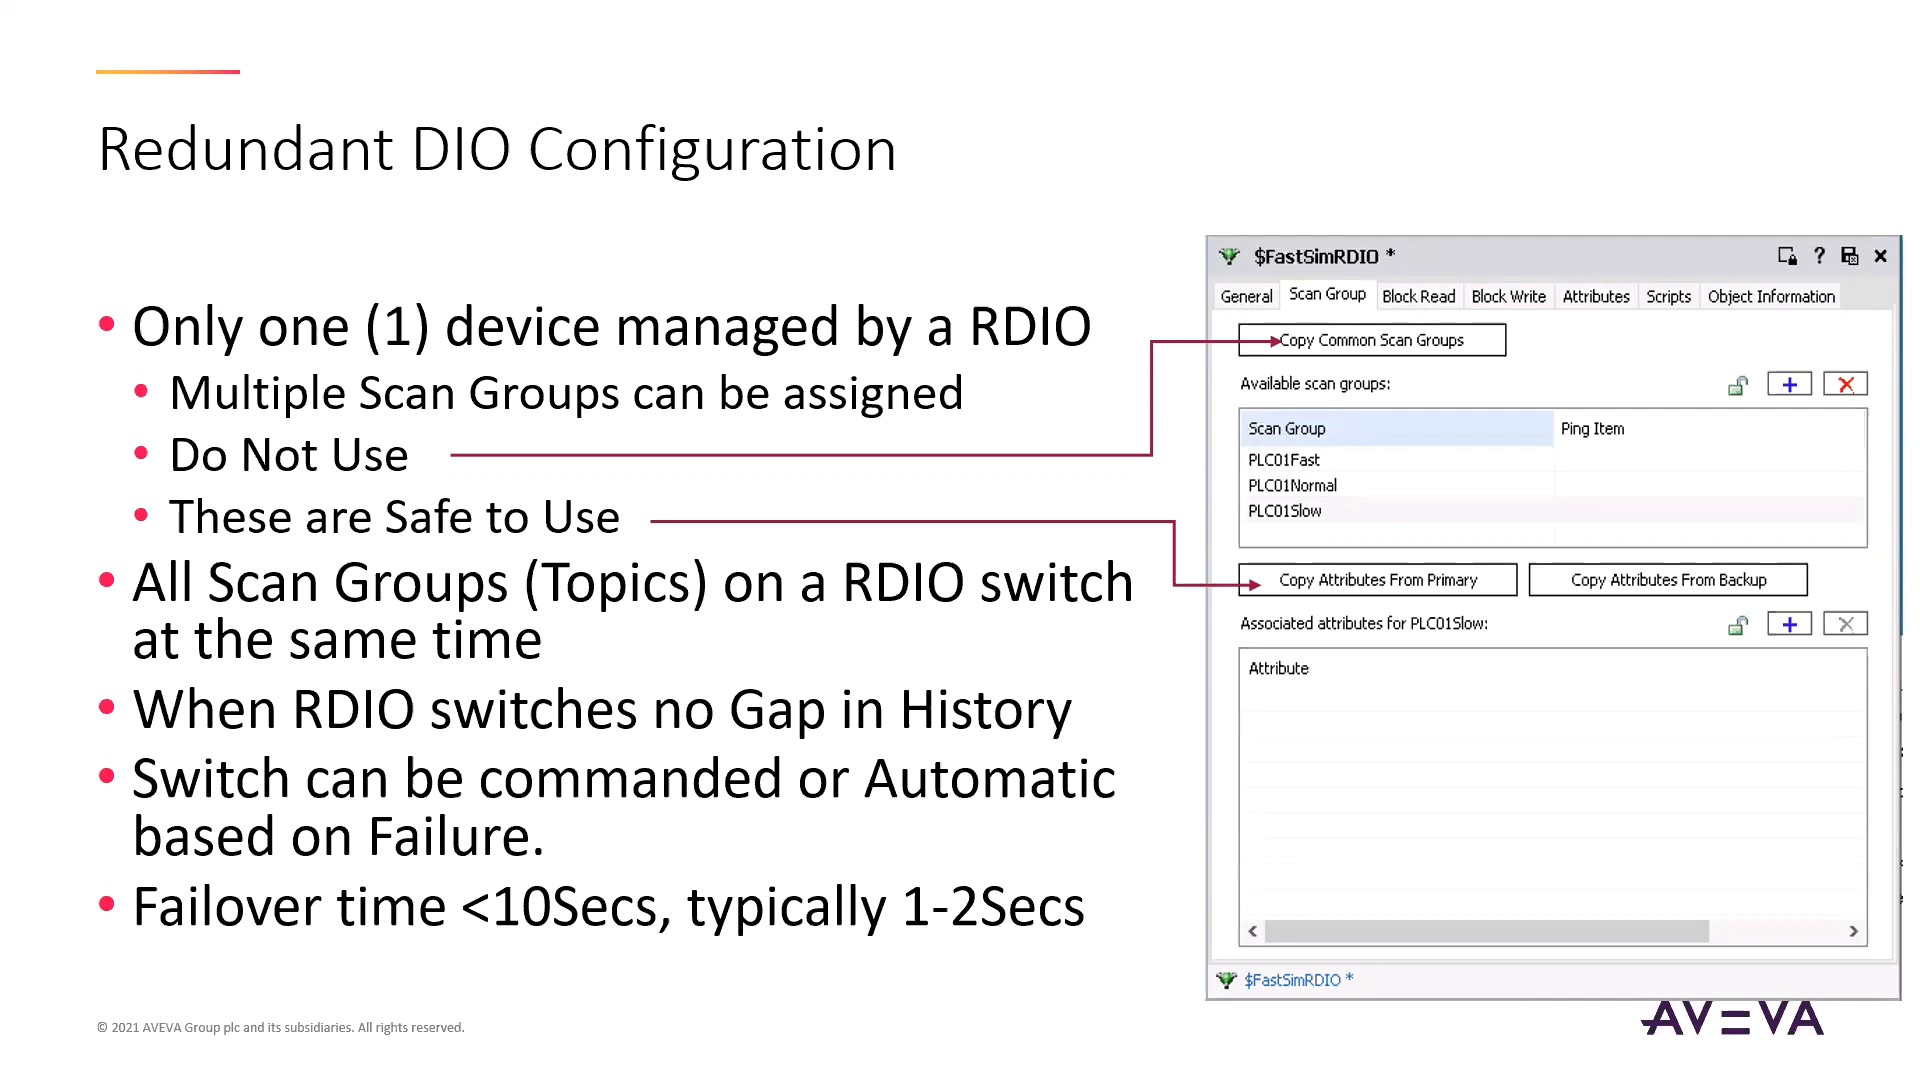 Redundant DIO Configuration
• Only one (1) device managed by a RDIO
• Multiple Scan Groups can be assigned
• Do Not Use
• These are Safe to Use
• All Scan Groups (Topics) on a RDIO switch
at the same time
• When RDIO switches no Gap in History
• Switch can be commanded or Automatic
based on Failure.
• Failover time <10Secs, typically 1-2Secs
$FastSimRDIO *
General Scan Group Block Read Block Write Attributes Scripts Object Information
Copy Common Scan Groups
Available scan groups:
Scan Group Ping Item
PLC01Fast
PLC01Normal
PLC01Slow
Copy Attributes From Primary Copy Attributes From Backup
Associated attributes for PLC01Slow:
Attribute
$FastSimRDIO *
© 2021 AVEVA Group plc and its subsidiaries. All rights reserved.
AVEVA